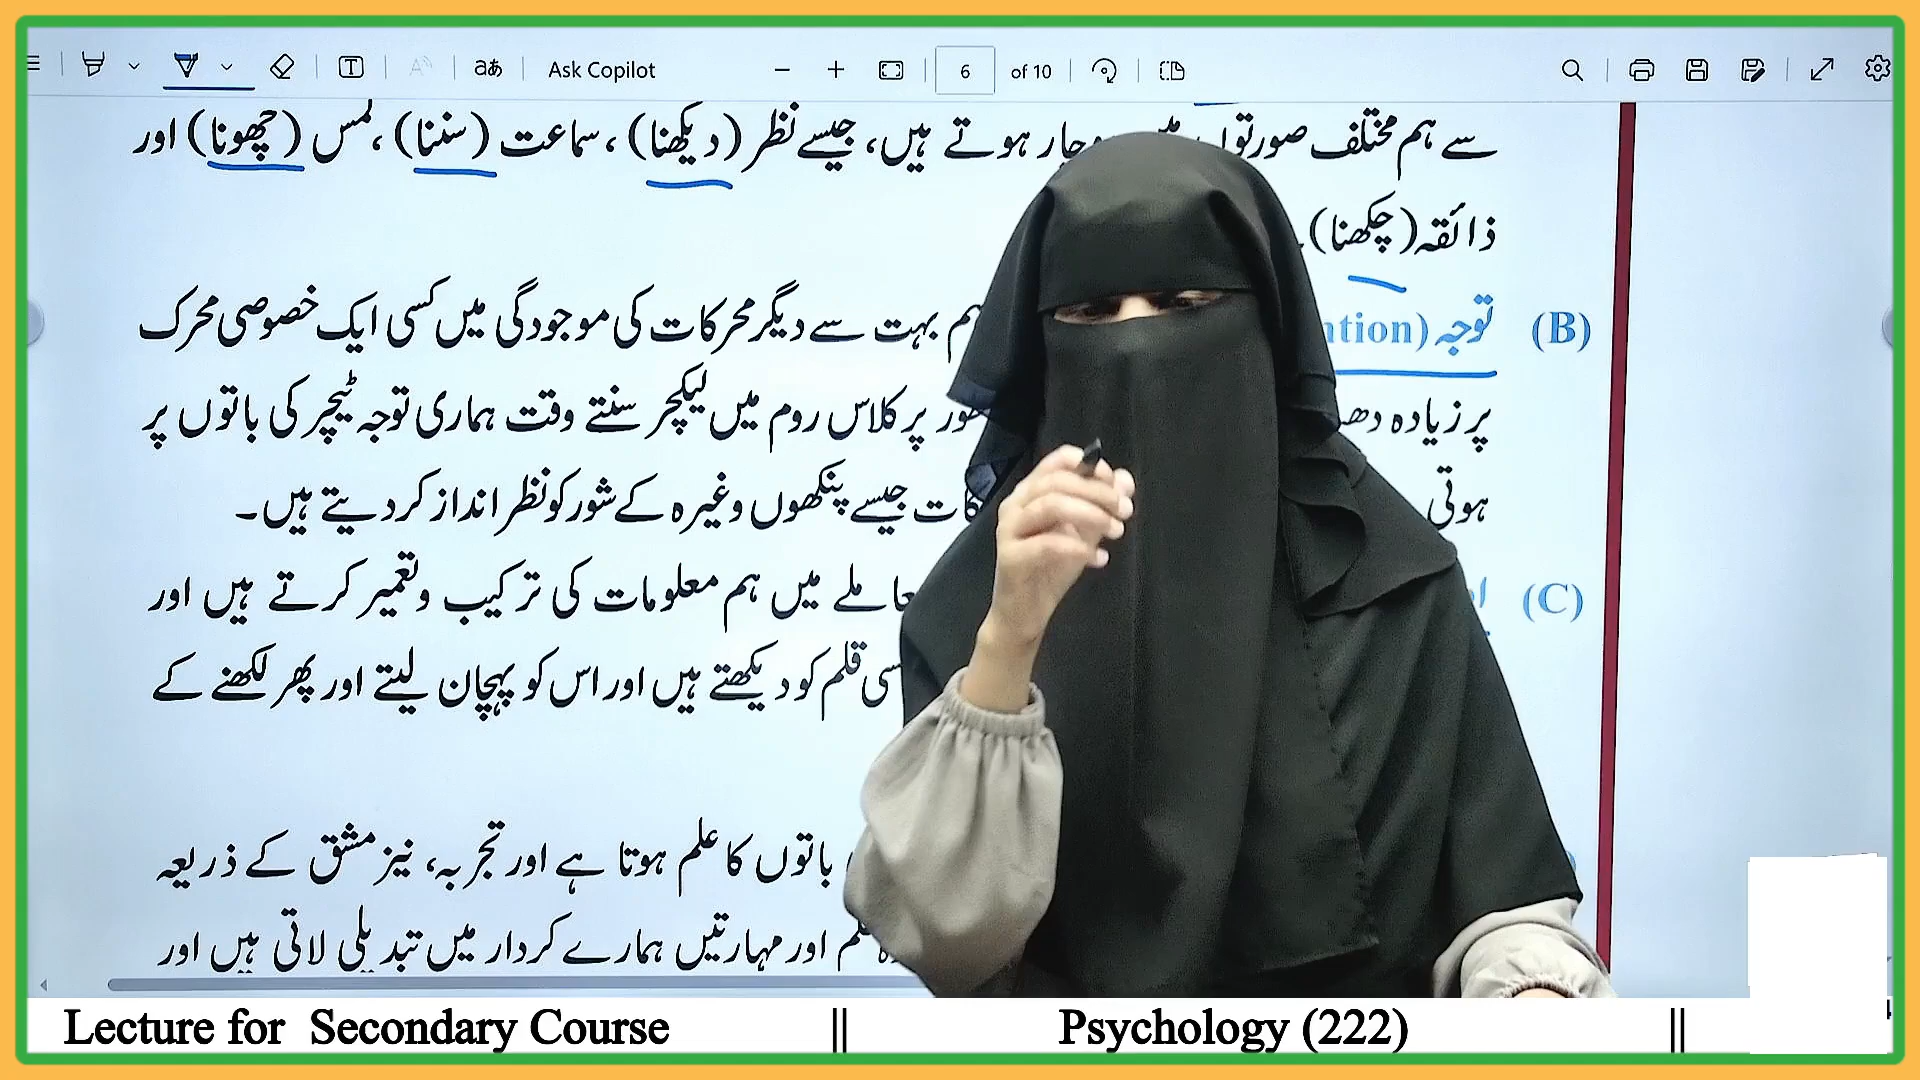 Ask Copilot
6 of 10
سے ہم مختلف صورتوں میں دوچار ہوتے ہیں، جیسے نظر (دیکھنا)، سماعت (سننا)، لمس (چھونا) اور
ذائقہ (چکھنا)۔
(B) توجہ ہم بہت سے دیگر محرکات کی موجودگی میں کسی ایک خصوصی محرک
پر زیادہ پر کلاس روم میں لیکچر سنتے وقت ہماری توجہ ٹیچر کی باتوں پر
ہوتی جیسے پنکھوں وغیرہ کے شور کو نظر انداز کر دیتے ہیں۔
(C) میں ہم معلومات کی ترکیب و تعمیر کرتے ہیں اور
قلم کو دیکھتے ہیں اور اس کو پہچان لیتے اور پھر لکھنے کے
باتوں کا علم ہوتا ہے اور تجربہ، نیز مشق کے ذریعہ
اور مہارتیں ہمارے کردار میں تبدیلی لاتی ہیں اور
Lecture for Secondary Course || Psychology (222) ||